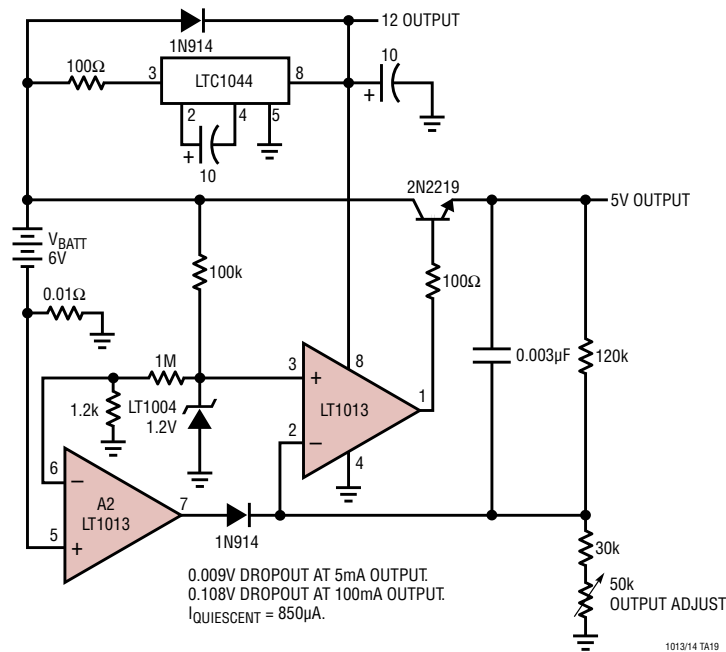 12 OUTPUT
1N914
100Ω
3
LTC1044
8
10
+
2
4
5
+
10
2N2219
5V OUTPUT
VBATT
6V
100k
100Ω
0.01Ω
1M
3
+
8
0.003µF
120k
LT1013
1
1.2k
LT1004
1.2V
2
–
4
6
–
A2
LT1013
7
5
+
1N914
30k
0.009V DROPOUT AT 5mA OUTPUT.
0.108V DROPOUT AT 100mA OUTPUT.
IQUIESCENT = 850µA.
50k
OUTPUT ADJUST
1013/14 TA19